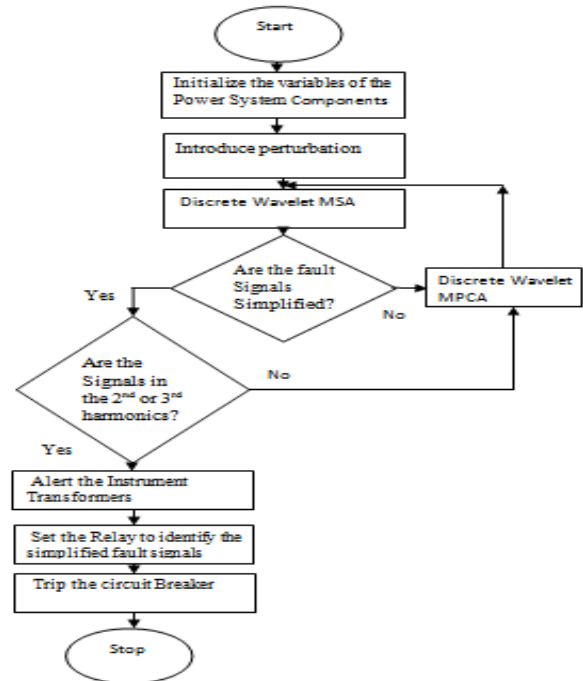 Start
Initialize the variables of the
Power System Components
Introduce perturbation
Discrete Wavelet MSA
Are the fault
Signals
Simplified?
Yes
No
Discrete Wavelet
MPCA
Are the
Signals in
the 2nd or 3rd
harmonics?
No
Yes
Alert the Instrument
Transformers
Set the Relay to identify the
simplified fault signals
Trip the circuit Breaker
Stop